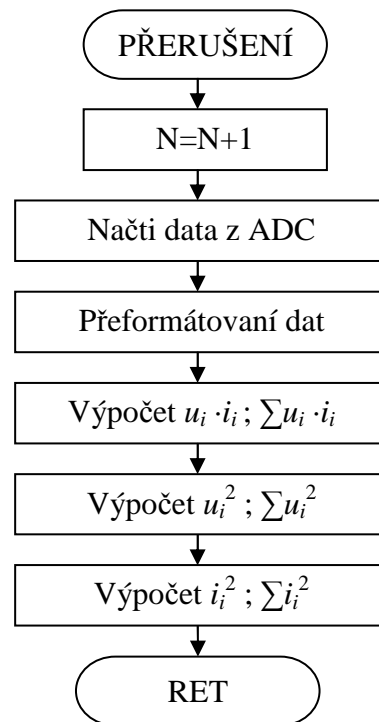 PŘERUŠENÍ
N=N+1
Načti data z ADC
Přeformátovaní dat
Výpočet uᵢ ·iᵢ ; ∑uᵢ ·iᵢ
Výpočet uᵢ² ; ∑uᵢ²
Výpočet iᵢ² ; ∑iᵢ²
RET